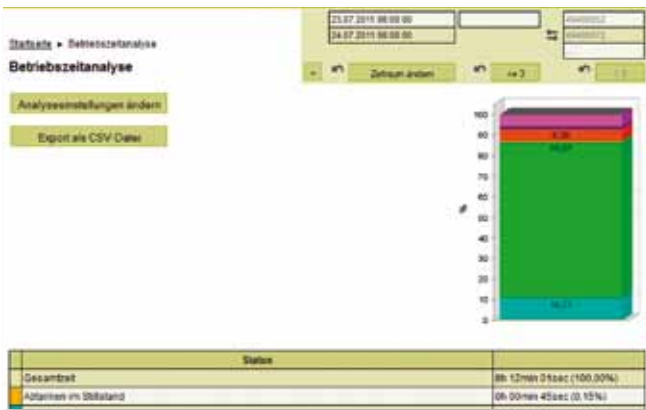 23.07.2011 06:00:00
24.07.2011 06:00:00
Startseite ▸ Betriebszeitanalyse
Betriebszeitanalyse
Zeitraum ändern
Analyseeinstellungen ändern
Export als CSV-Datei
100
90
80
70
60
50
40
30
20
10
0
%
Status
Gesamtzeit
8h 12min 01sec (100,00%)
Abtannen im Stillstand
0h 00min 45sec (0,15%)